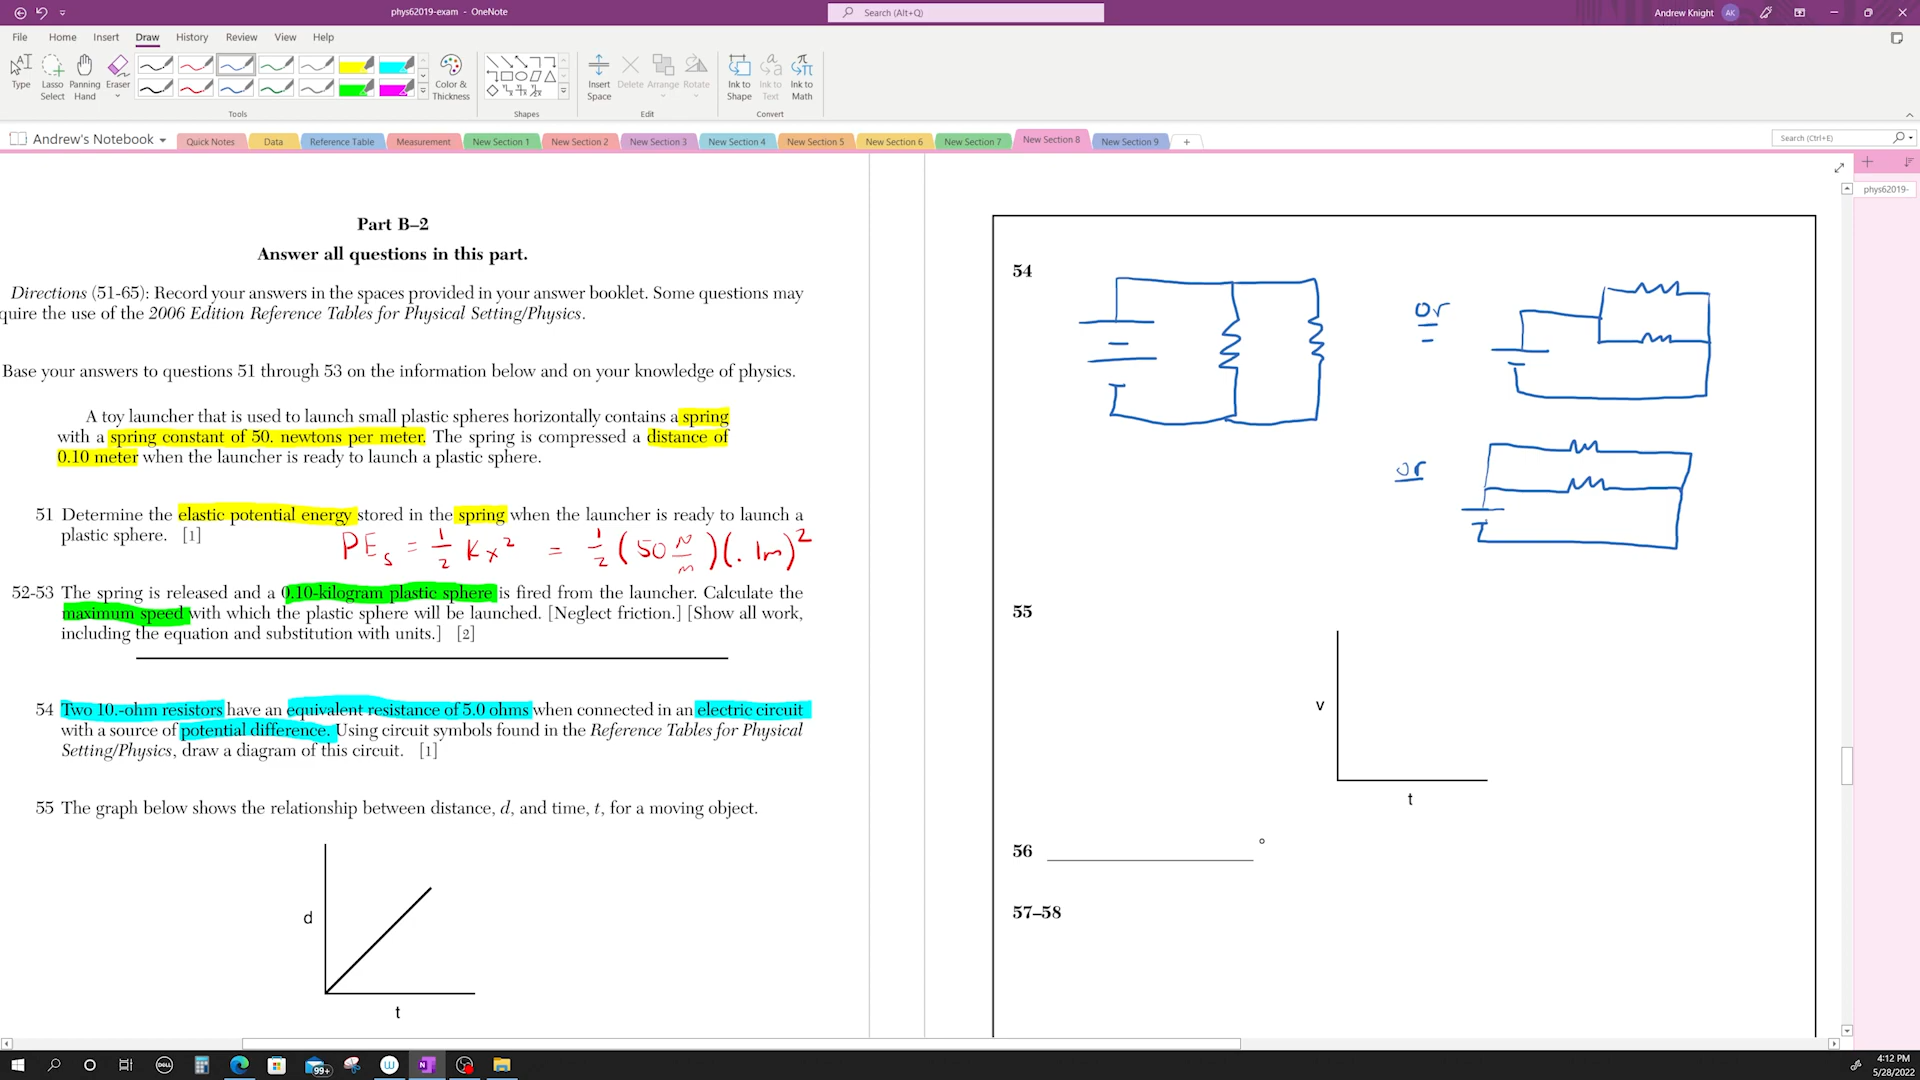 phys62019-exam - OneNote
Search (Alt+Q)
Andrew Knight
AK
File Home Insert Draw History Review View Help
Type
Lasso Select
Panning Hand
Eraser
Color & Thickness
Insert Space
Delete
Arrange
Rotate
Ink to Shape
Ink to Text
Ink to Math
Tools
Shapes
Edit
Convert
Andrew's Notebook
Quick Notes
Data
Reference Table
Measurement
New Section 1
New Section 2
New Section 3
New Section 4
New Section 5
New Section 6
New Section 7
New Section 8
New Section 9
Search (Ctrl+E)
phys62019-
Part B–2
Answer all questions in this part.
Directions (51-65): Record your answers in the spaces provided in your answer booklet. Some questions may
quire the use of the 2006 Edition Reference Tables for Physical Setting/Physics.
Base your answers to questions 51 through 53 on the information below and on your knowledge of physics.
A toy launcher that is used to launch small plastic spheres horizontally contains a spring
with a spring constant of 50. newtons per meter. The spring is compressed a distance of
0.10 meter when the launcher is ready to launch a plastic sphere.
51 Determine the elastic potential energy stored in the spring when the launcher is ready to launch a
plastic sphere. [1]
PEs = 1/2 Kx² = 1/2 (50 N/m)(.1m)²
52-53 The spring is released and a 0.10-kilogram plastic sphere is fired from the launcher. Calculate the
maximum speed with which the plastic sphere will be launched. [Neglect friction.] [Show all work,
including the equation and substitution with units.] [2]
54 Two 10.-ohm resistors have an equivalent resistance of 5.0 ohms when connected in an electric circuit
with a source of potential difference. Using circuit symbols found in the Reference Tables for Physical
Setting/Physics, draw a diagram of this circuit. [1]
55 The graph below shows the relationship between distance, d, and time, t, for a moving object.
d
t
54
or
or
55
v
t
56 °
57–58
99+
4:12 PM
5/28/2022